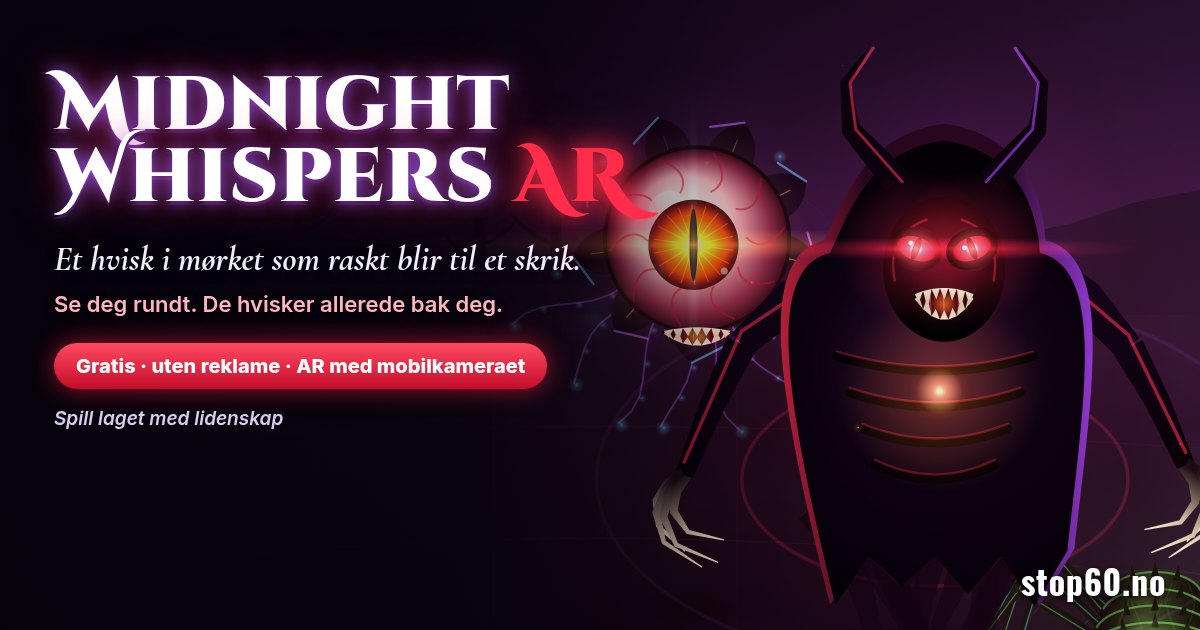 MIDNIGHT
WHISPERS AR
Et hvisk i mørket som raskt blir til et skrik.
Se deg rundt. De hvisker allerede bak deg.
Gratis · uten reklame · AR med mobilkameraet
Spill laget med lidenskap
stop60.no